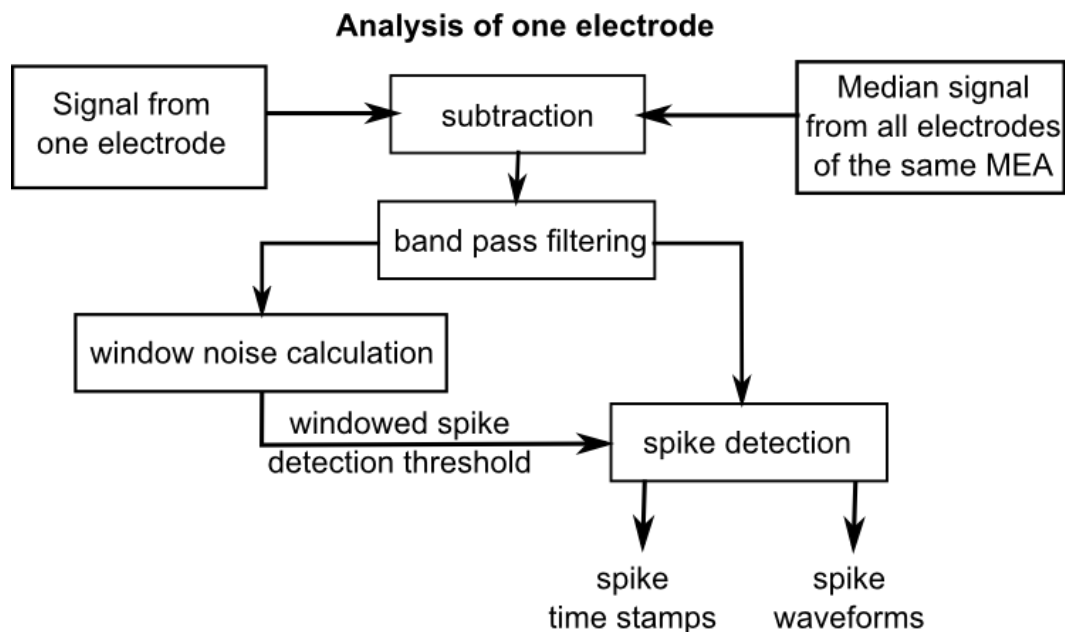 Analysis of one electrode
Signal from
one electrode
subtraction
Median signal
from all electrodes
of the same MEA
band pass filtering
window noise calculation
windowed spike
detection threshold
spike detection
spike
time stamps
spike
waveforms